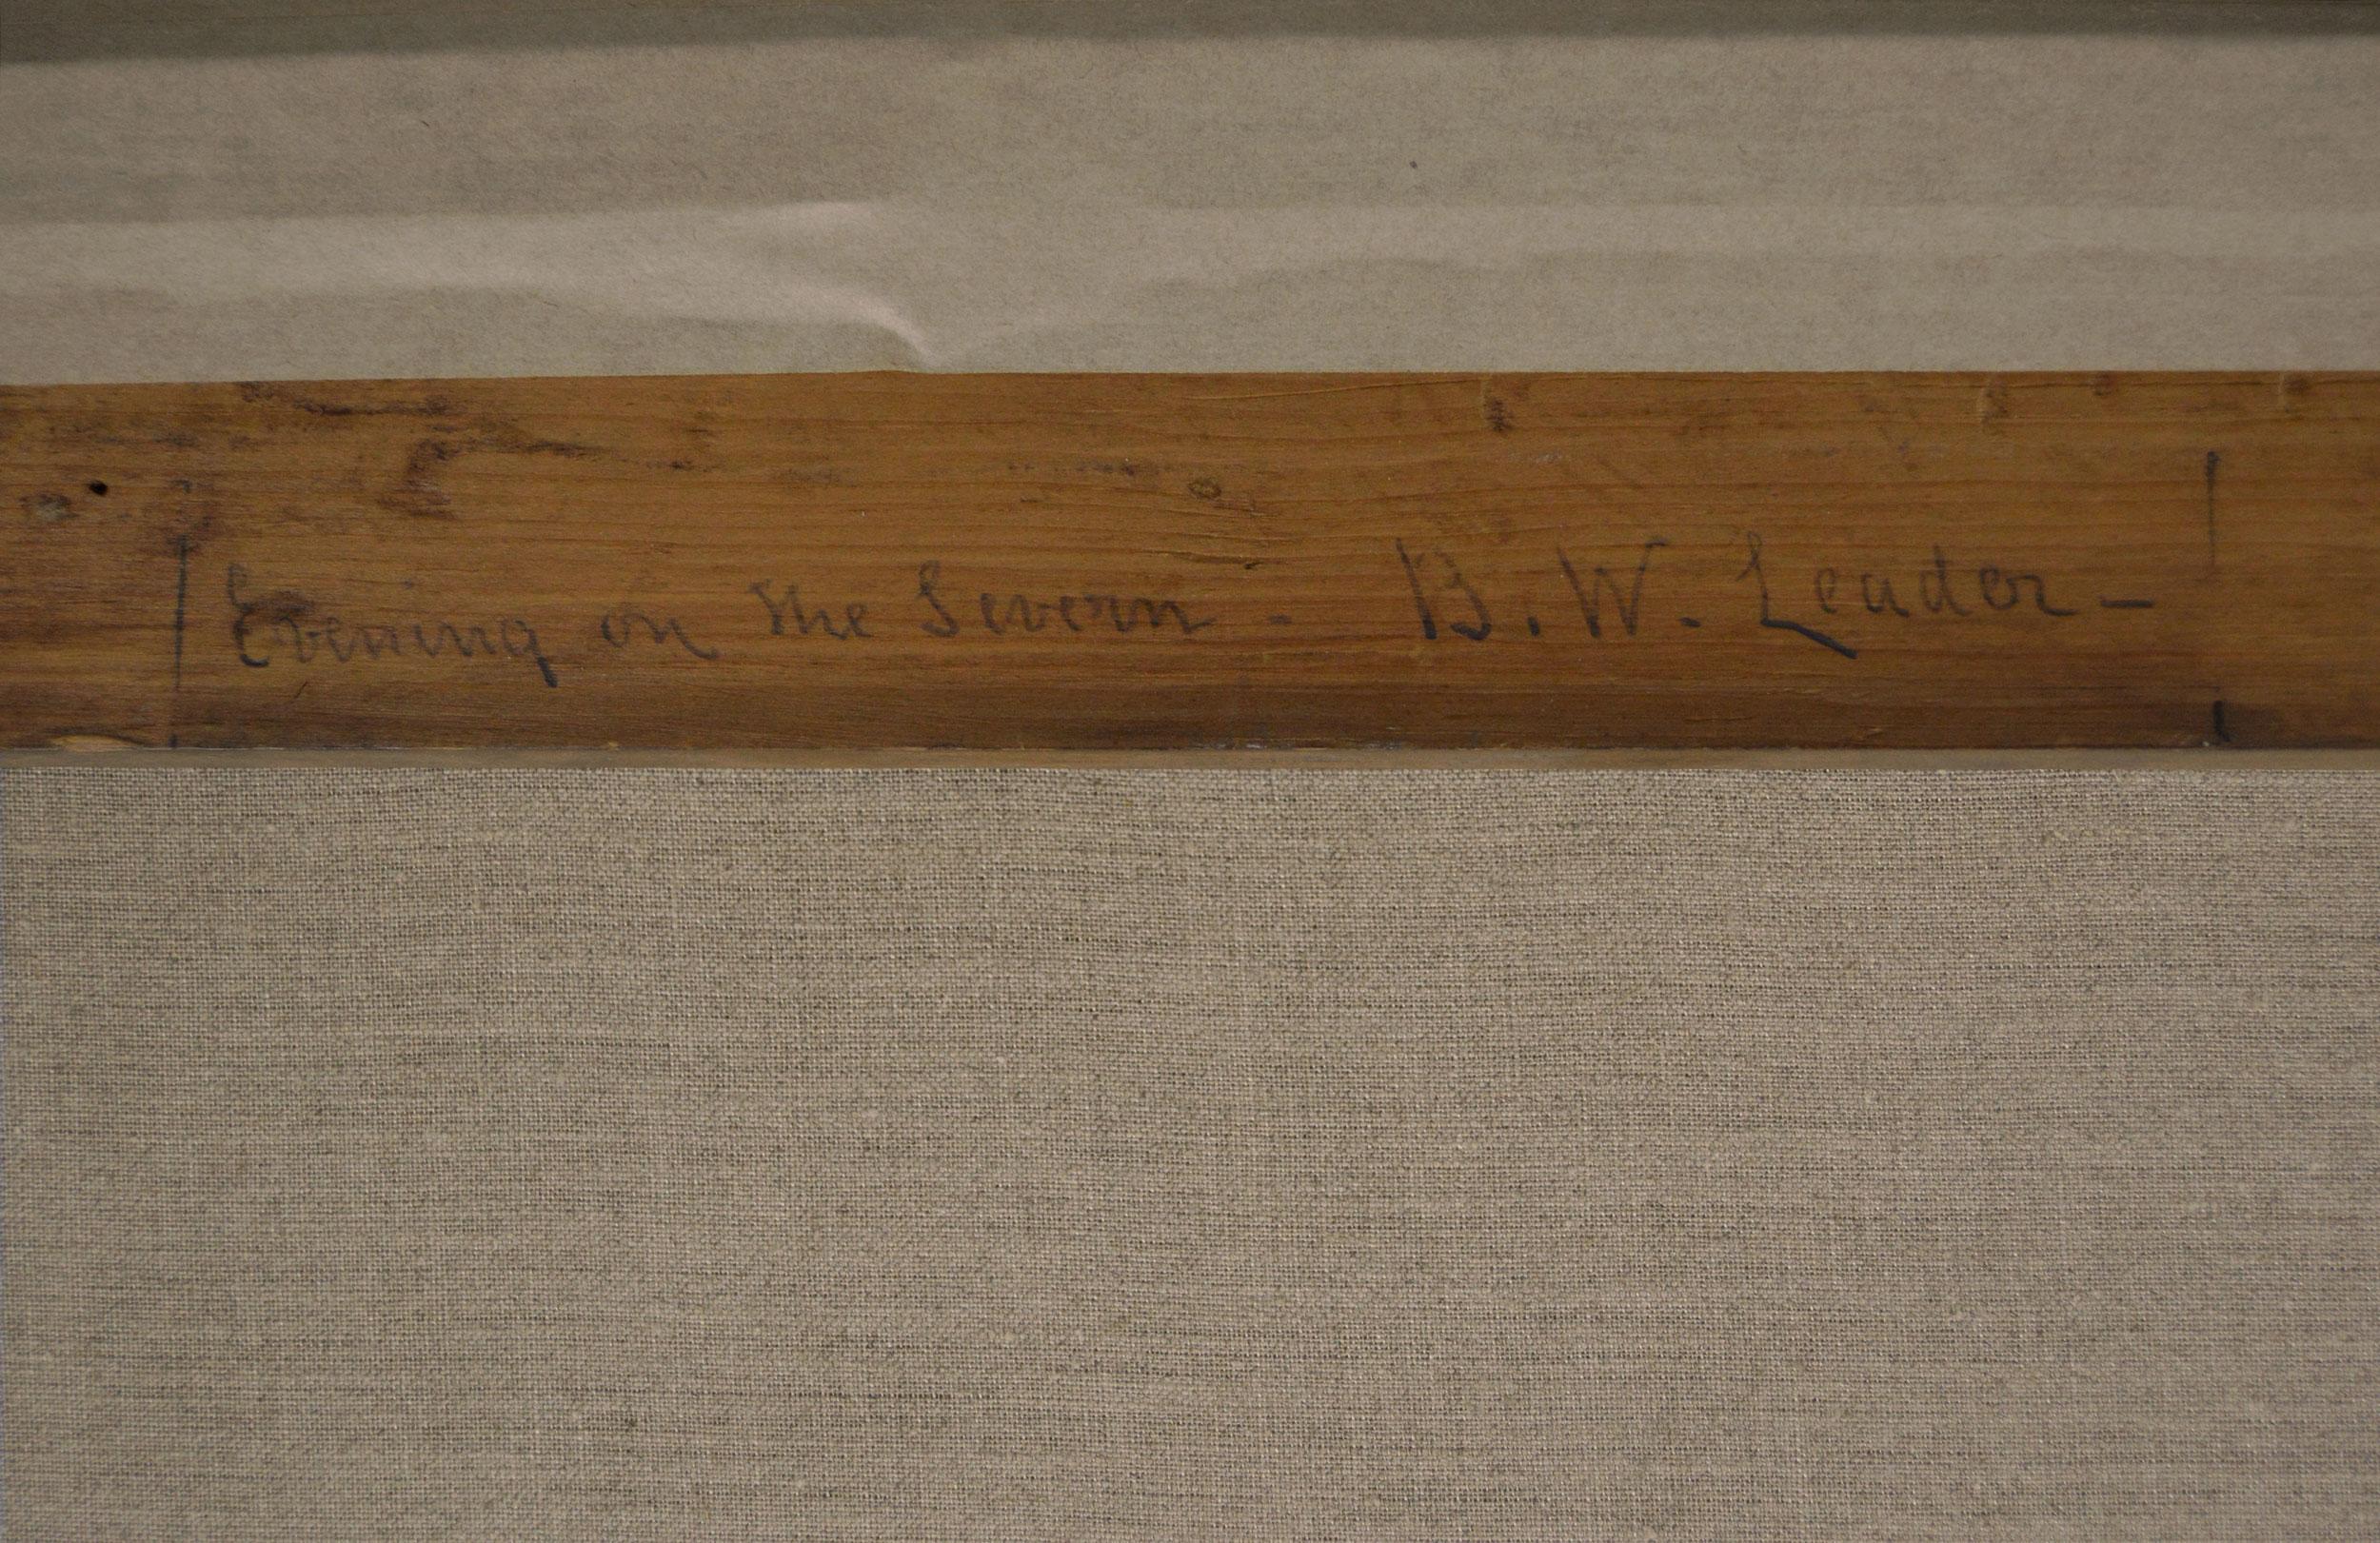 Evening on the Severn - B. W. Leader -